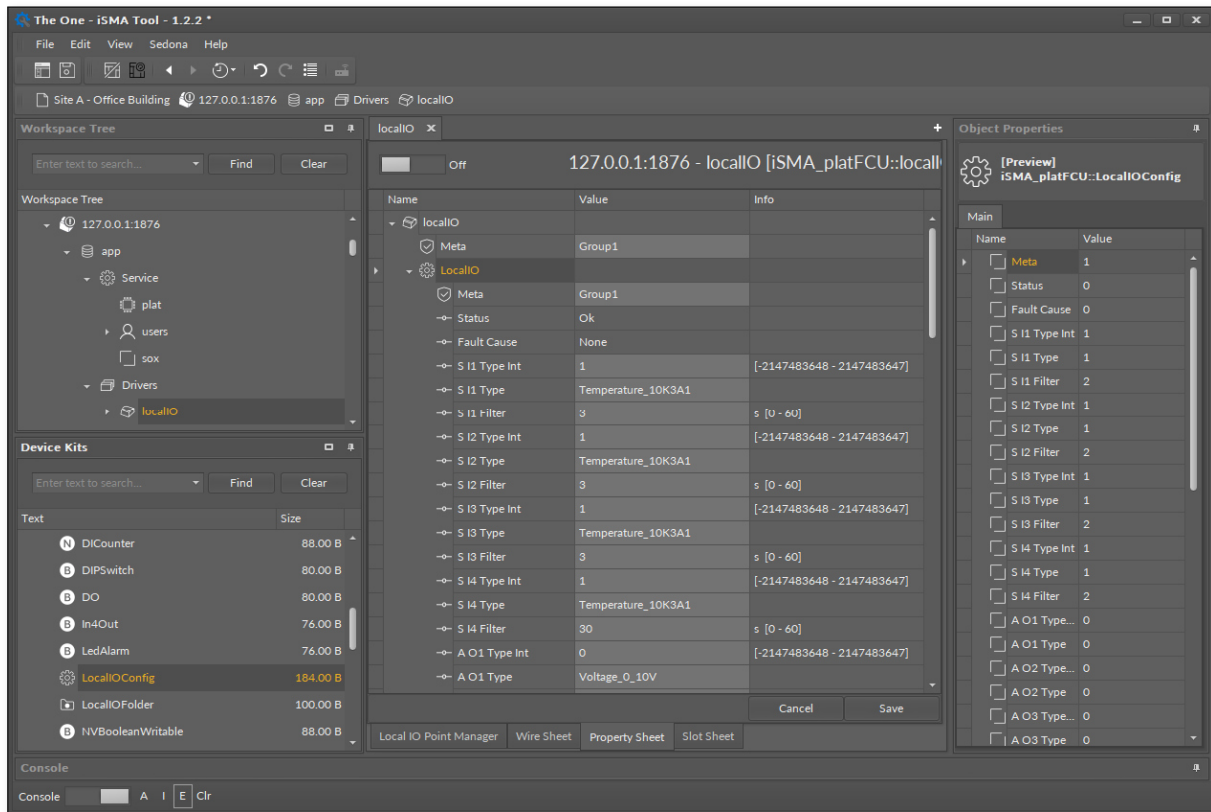 The One - iSMA Tool - 1.2.2 *
File Edit View Sedona Help
Site A - Office Building 127.0.0.1:1876 app Drivers localIO
Workspace Tree
Enter text to search... Find Clear
Workspace Tree
127.0.0.1:1876
app
Service
plat
users
sox
Drivers
localIO
Device Kits
Enter text to search... Find Clear
Text Size
N DICounter 88.00 B
B DIPSwitch 80.00 B
B DO 80.00 B
B In4Out 76.00 B
B LedAlarm 76.00 B
LocalIOConfig 184.00 B
LocalIOFolder 100.00 B
B NVBooleanWritable 88.00 B
localIO
Off 127.0.0.1:1876 - localIO [iSMA_platFCU::localI
Name Value Info
localIO
Meta Group1
LocalIO
Meta Group1
Status Ok
Fault Cause None
S I1 Type Int 1 [-2147483648 - 2147483647]
S I1 Type Temperature_10K3A1
S I1 Filter 3 s [0 - 60]
S I2 Type Int 1 [-2147483648 - 2147483647]
S I2 Type Temperature_10K3A1
S I2 Filter 3 s [0 - 60]
S I3 Type Int 1 [-2147483648 - 2147483647]
S I3 Type Temperature_10K3A1
S I3 Filter 3 s [0 - 60]
S I4 Type Int 1 [-2147483648 - 2147483647]
S I4 Type Temperature_10K3A1
S I4 Filter 30 s [0 - 60]
A O1 Type Int 0 [-2147483648 - 2147483647]
A O1 Type Voltage_0_10V
Cancel Save
Local IO Point Manager Wire Sheet Property Sheet Slot Sheet
Object Properties
[Preview]
iSMA_platFCU::LocalIOConfig
Main
Name Value
Meta 1
Status 0
Fault Cause 0
S I1 Type Int 1
S I1 Type 1
S I1 Filter 2
S I2 Type Int 1
S I2 Type 1
S I2 Filter 2
S I3 Type Int 1
S I3 Type 1
S I3 Filter 2
S I4 Type Int 1
S I4 Type 1
S I4 Filter 2
A O1 Type... 0
A O1 Type 0
A O2 Type... 0
A O2 Type 0
A O3 Type... 0
A O3 Type 0
Console
Console A I E Clr